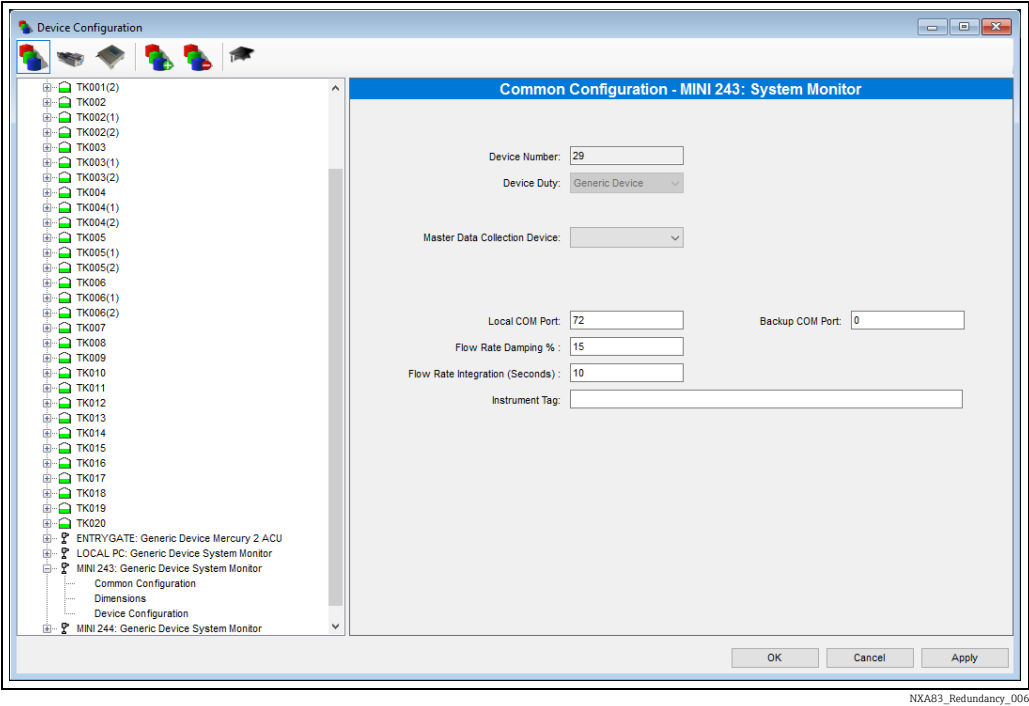 Device Configuration
TK001(2)
TK002
TK002(1)
TK002(2)
TK003
TK003(1)
TK003(2)
TK004
TK004(1)
TK004(2)
TK005
TK005(1)
TK005(2)
TK006
TK006(1)
TK006(2)
TK007
TK008
TK009
TK010
TK011
TK012
TK013
TK014
TK015
TK016
TK017
TK018
TK019
TK020
ENTRYGATE: Generic Device Mercury 2 ACU
LOCAL PC: Generic Device System Monitor
MINI 243: Generic Device System Monitor
Common Configuration
Dimensions
Device Configuration
MINI 244: Generic Device System Monitor
Common Configuration - MINI 243: System Monitor
Device Number: 29
Device Duty: Generic Device
Master Data Collection Device:
Local COM Port: 72 Backup COM Port: 0
Flow Rate Damping % : 15
Flow Rate Integration (Seconds) : 10
Instrument Tag:
OK Cancel Apply
NXA83_Redundancy_006